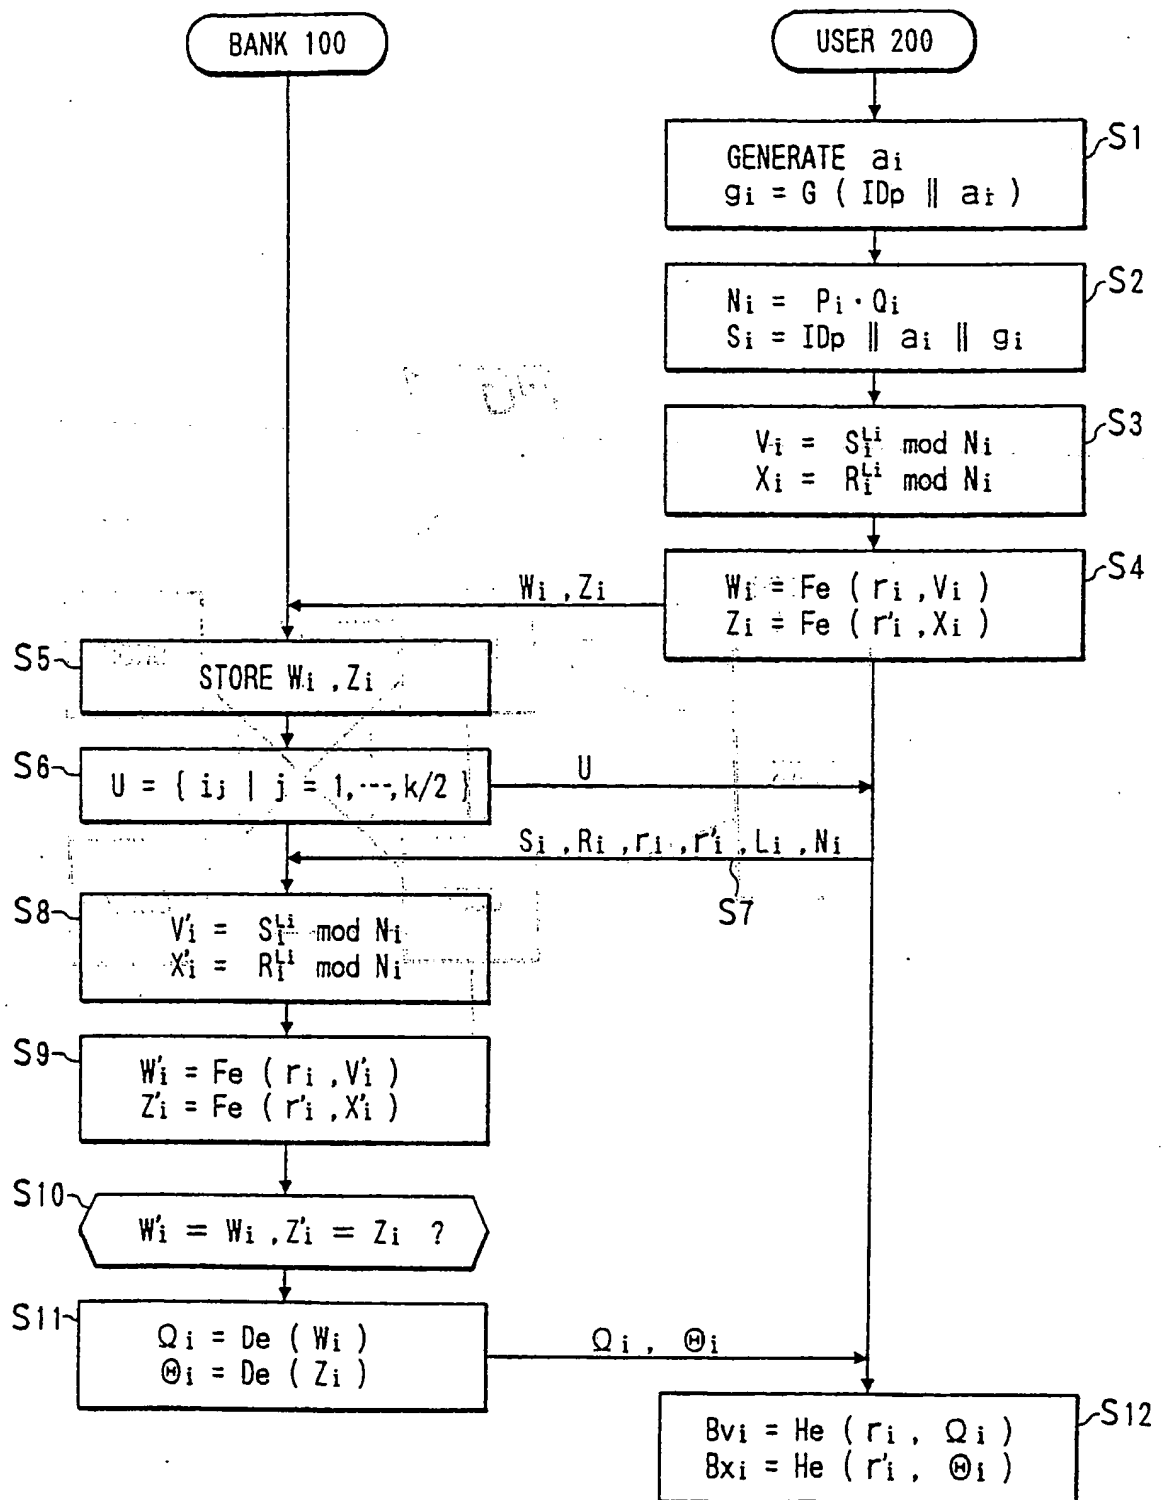 BANK 100
USER 200
S1
GENERATE ai
gi = G ( IDp || ai )
S2
Ni = Pi · Qi
Si = IDp || ai || gi
S3
Vi = Si^Li mod Ni
Xi = Ri^Li mod Ni
S4
Wi = Fe ( ri , Vi )
Zi = Fe ( r'i , Xi )
Wi , Zi
S5
STORE Wi , Zi
S6
U = { ij | j = 1, ---, k/2 }
U
Si , Ri , ri , r'i , Li , Ni
S7
S8
V'i = Si^Li mod Ni
X'i = Ri^Li mod Ni
S9
W'i = Fe ( ri , V'i )
Z'i = Fe ( r'i , X'i )
S10
W'i = Wi , Z'i = Zi ?
S11
Ωi = De ( Wi )
Θi = De ( Zi )
Ωi , Θi
S12
Bvi = He ( ri , Ωi )
Bxi = He ( r'i , Θi )